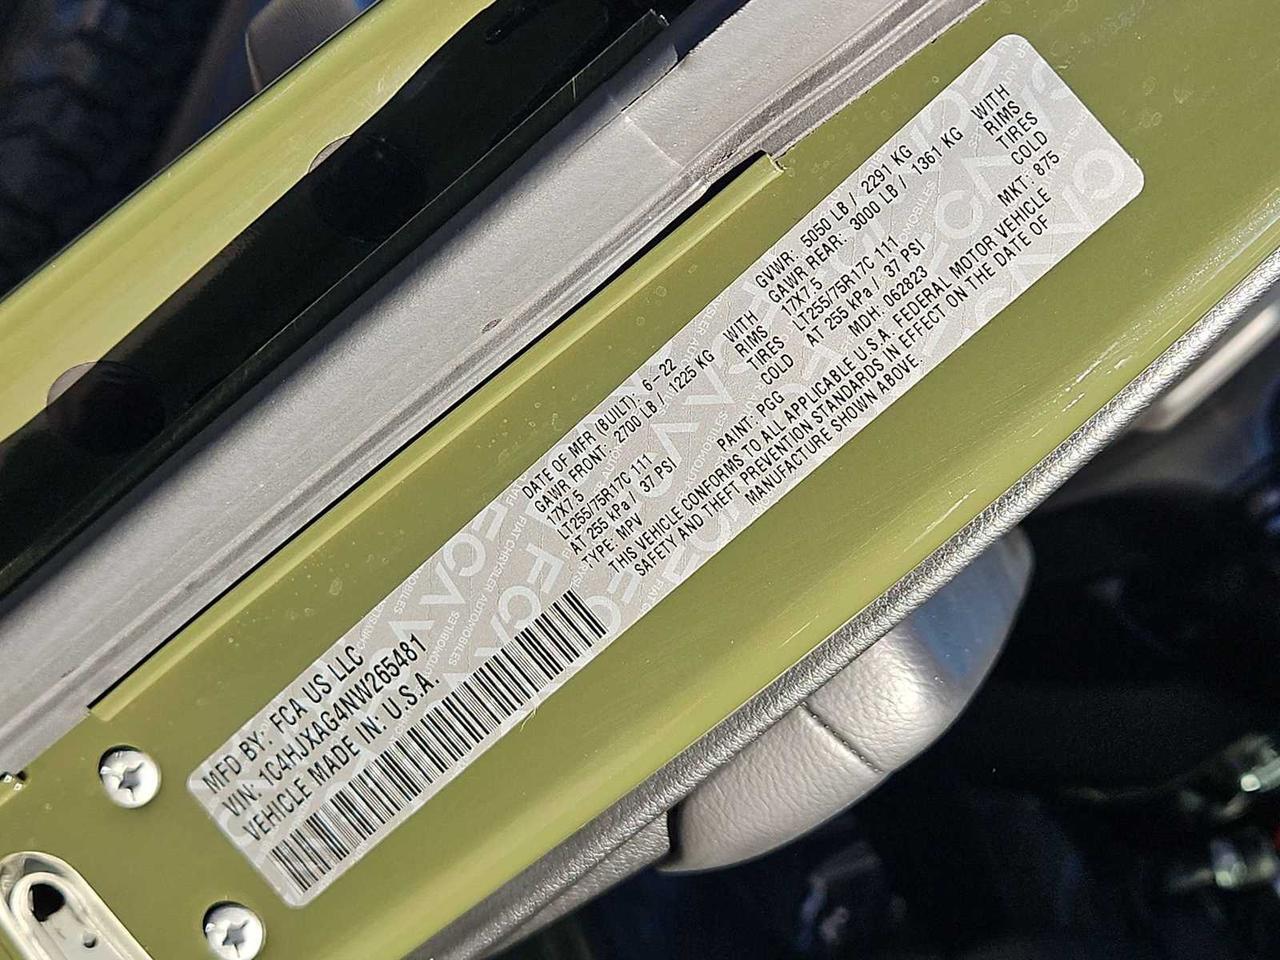 MFD BY: FCA US LLC
DATE OF MFR (BUILT): 6-22
GVWR: 5050 LB / 2291 KG
VIN: 1C4HJXAG4NW265481
GAWR FRONT: 2700 LB / 1225 KG WITH
GAWR REAR: 3000 LB / 1361 KG WITH
17X7.5 RIMS
17X7.5 RIMS
VEHICLE MADE IN: U.S.A.
LT255/75R17C 111 TIRES
LT255/75R17C 111 TIRES
AT 255 kPa / 37 PSI COLD
AT 255 kPa / 37 PSI COLD
TYPE: MPV
PAINT: PGG
MDH: 062823
MKT: 875
THIS VEHICLE CONFORMS TO ALL APPLICABLE U.S.A. FEDERAL MOTOR VEHICLE
SAFETY AND THEFT PREVENTION STANDARDS IN EFFECT ON THE DATE OF
MANUFACTURE SHOWN ABOVE.
FCA
FIAT CHRYSLER AUTOMOBILES